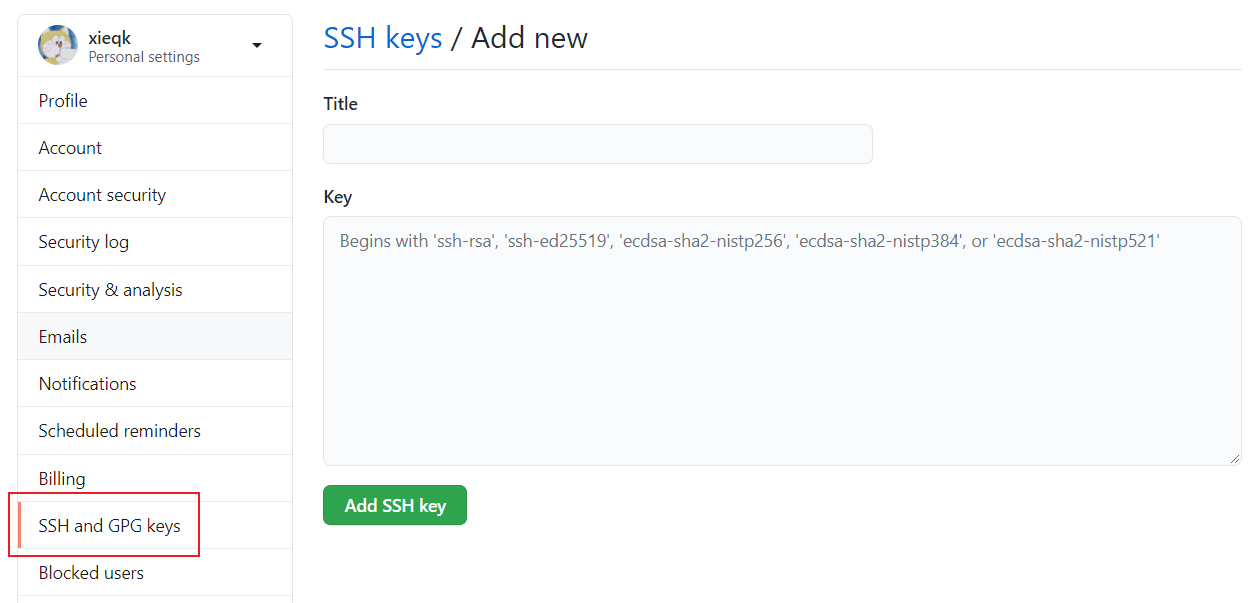 xieqk
Personal settings
Profile
Account
Account security
Security log
Security & analysis
Emails
Notifications
Scheduled reminders
Billing
SSH and GPG keys
Blocked users
SSH keys / Add new
Title
Key
Begins with 'ssh-rsa', 'ssh-ed25519', 'ecdsa-sha2-nistp256', 'ecdsa-sha2-nistp384', or 'ecdsa-sha2-nistp521'
Add SSH key